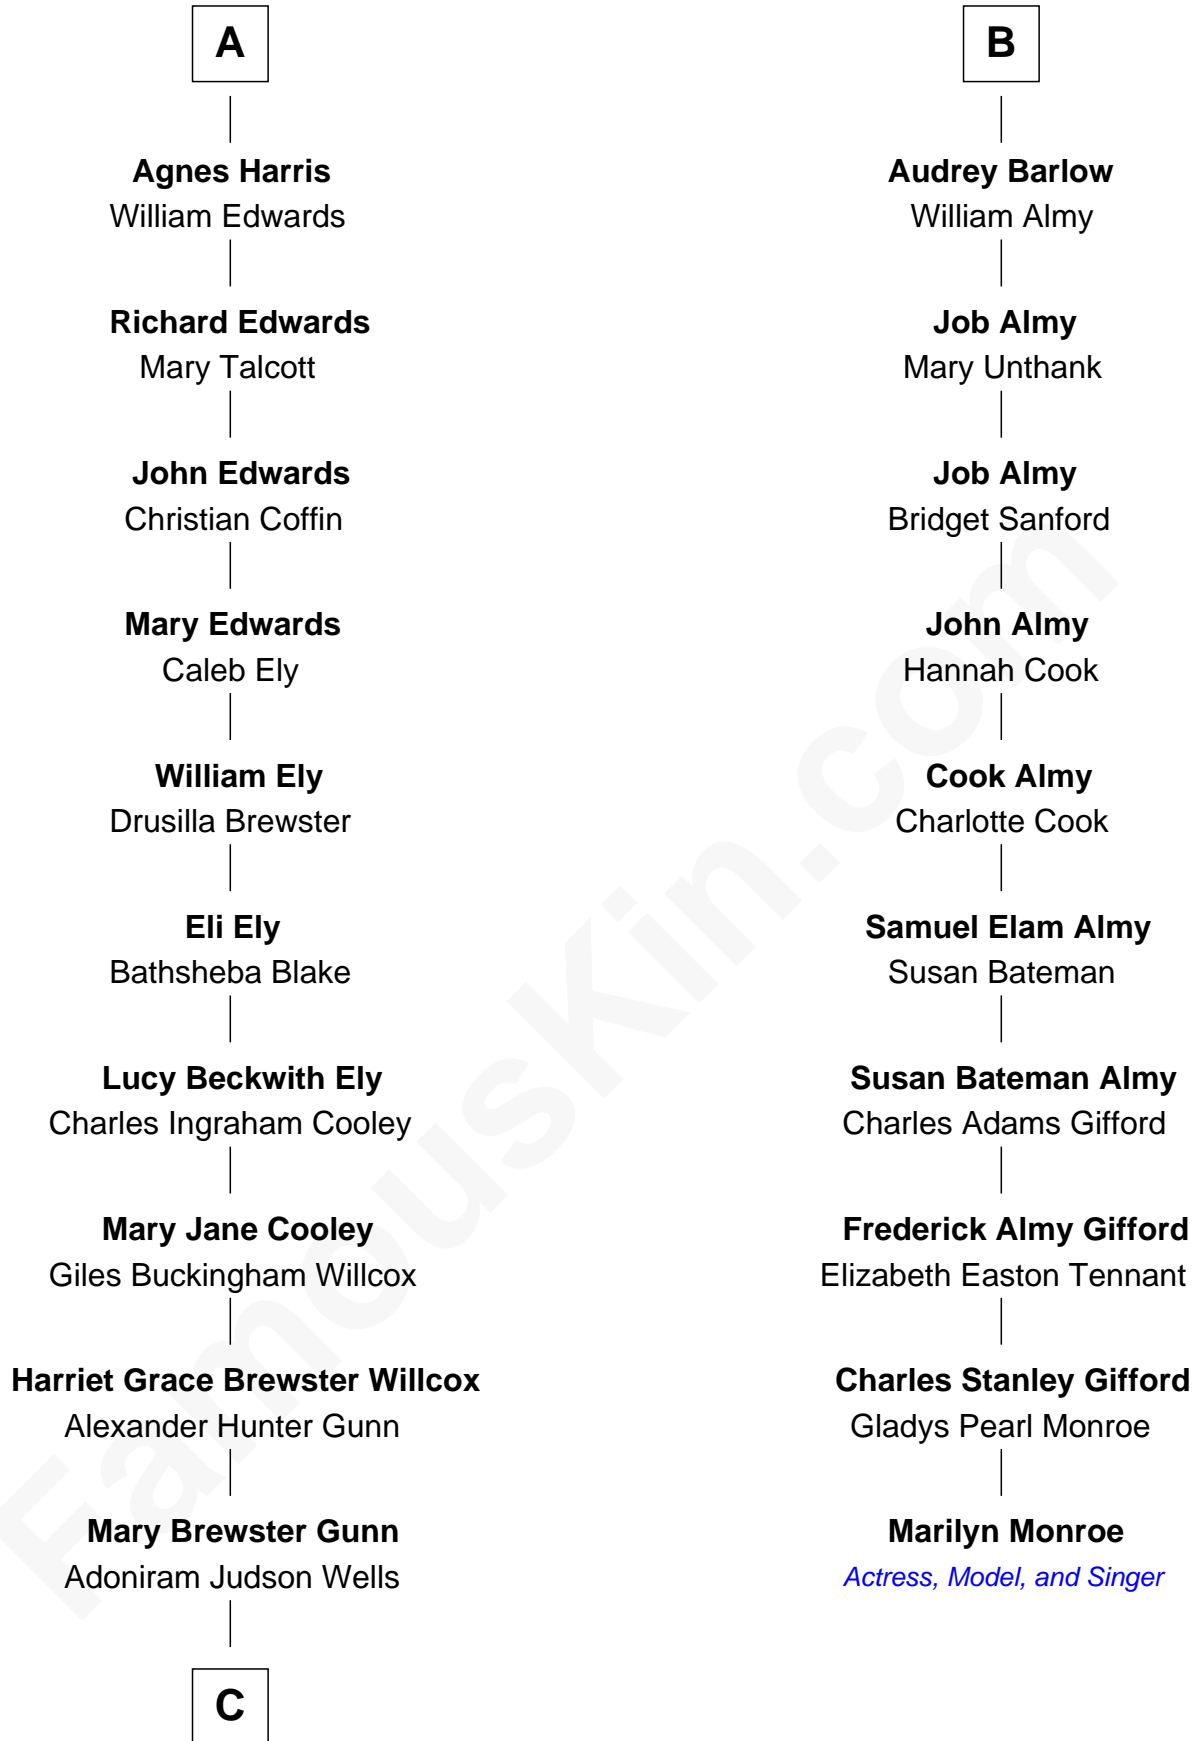 A
Agnes Harris
William Edwards
Richard Edwards
Mary Talcott
John Edwards
Christian Coffin
Mary Edwards
Caleb Ely
William Ely
Drusilla Brewster
Eli Ely
Bathsheba Blake
Lucy Beckwith Ely
Charles Ingraham Cooley
Mary Jane Cooley
Giles Buckingham Willcox
Harriet Grace Brewster Willcox
Alexander Hunter Gunn
Mary Brewster Gunn
Adoniram Judson Wells
C
B
Audrey Barlow
William Almy
Job Almy
Mary Unthank
Job Almy
Bridget Sanford
John Almy
Hannah Cook
Cook Almy
Charlotte Cook
Samuel Elam Almy
Susan Bateman
Susan Bateman Almy
Charles Adams Gifford
Frederick Almy Gifford
Elizabeth Easton Tennant
Charles Stanley Gifford
Gladys Pearl Monroe
Marilyn Monroe
Actress, Model, and Singer
FamousKin.com